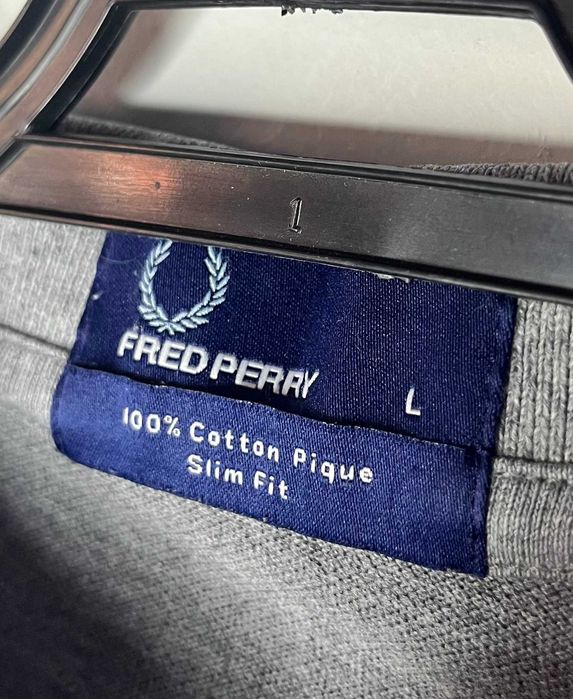 1
FRED PERRY L
100% Cotton Pique
Slim Fit